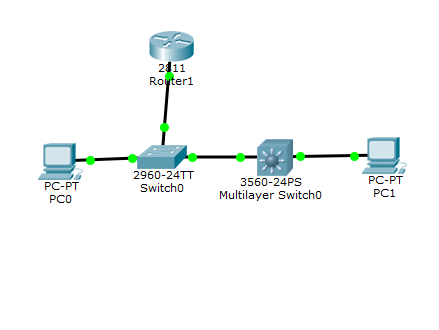 2811
Router1
PC-PT
PC0
2960-24TT
Switch0
3560-24PS
Multilayer Switch0
PC-PT
PC1